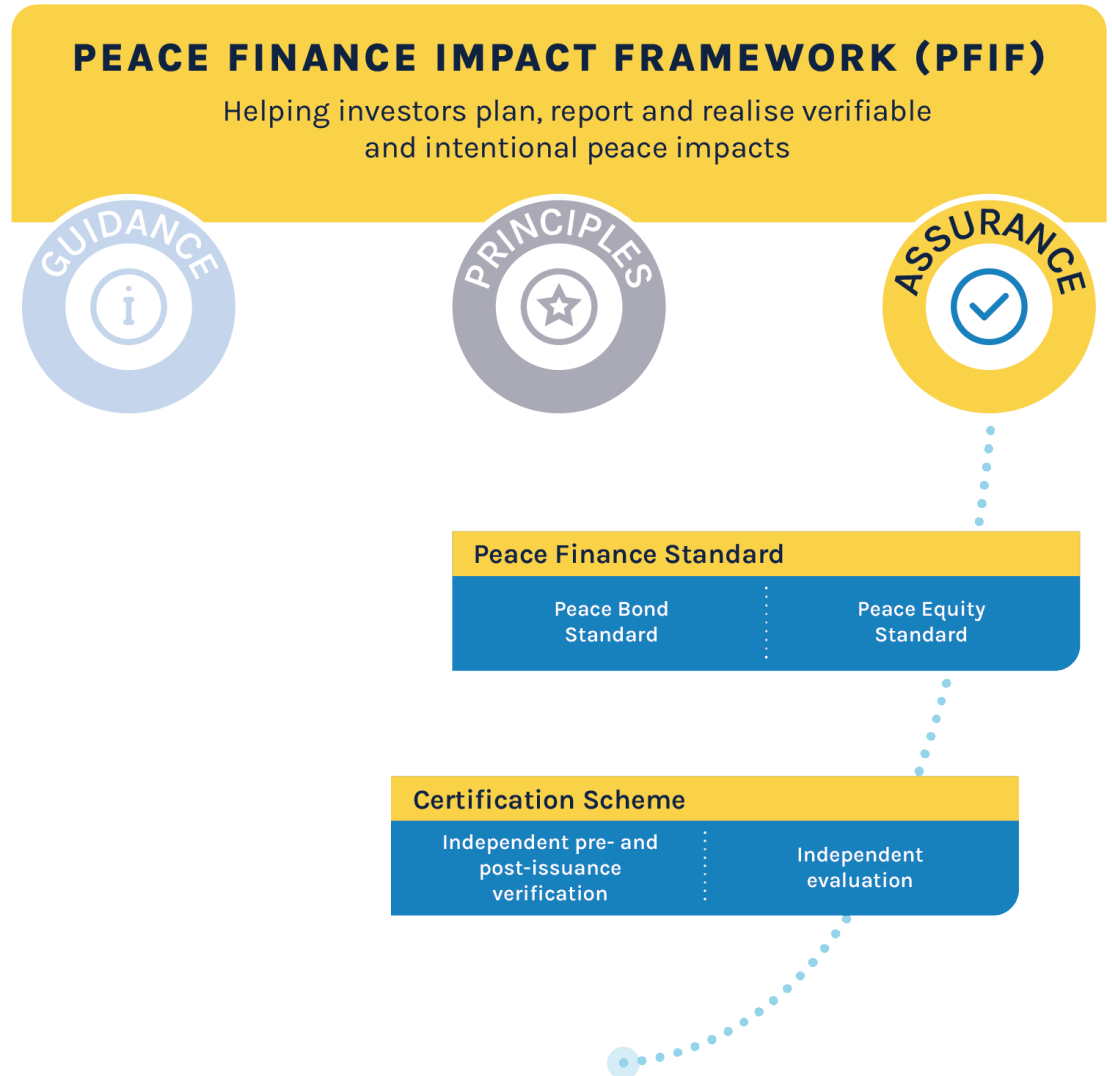 PEACE FINANCE IMPACT FRAMEWORK (PFIF)
Helping investors plan, report and realise verifiable
and intentional peace impacts
GUIDANCE
PRINCIPLES
ASSURANCE
Peace Finance Standard
Peace Bond
Standard
Peace Equity
Standard
Certification Scheme
Independent pre- and
post-issuance
verification
Independent
evaluation